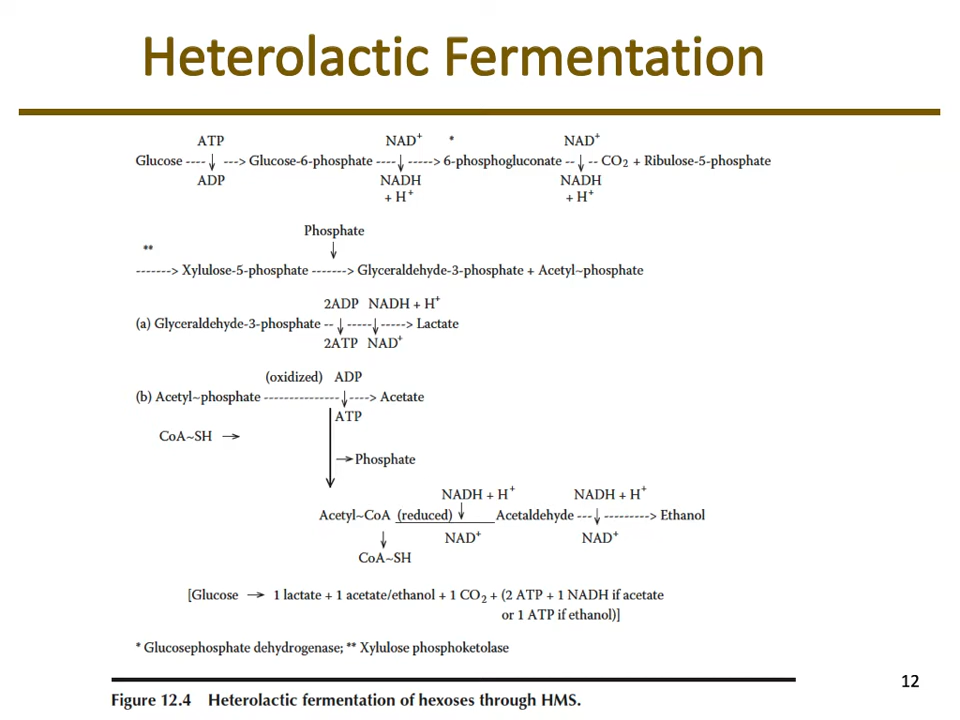 Heterolactic Fermentation
ATP NAD⁺ * NAD⁺
Glucose ----↓ ---> Glucose-6-phosphate ----↓-----> 6-phosphogluconate --↓-- CO₂ + Ribulose-5-phosphate
ADP NADH NADH
+ H⁺ + H⁺
Phosphate
** ↓
-------> Xylulose-5-phosphate -------> Glyceraldehyde-3-phosphate + Acetyl~phosphate
2ADP NADH + H⁺
(a) Glyceraldehyde-3-phosphate --↓-----↓-----> Lactate
2ATP NAD⁺
(oxidized) ADP
(b) Acetyl~phosphate ---------------↓----> Acetate
ATP
CoA~SH →
→ Phosphate
NADH + H⁺ NADH + H⁺
Acetyl~CoA (reduced) ↓ Acetaldehyde ---↓---------> Ethanol
↓ NAD⁺ NAD⁺
CoA~SH
[Glucose → 1 lactate + 1 acetate/ethanol + 1 CO₂ + (2 ATP + 1 NADH if acetate
or 1 ATP if ethanol)]
* Glucosephosphate dehydrogenase; ** Xylulose phosphoketolase
12
Figure 12.4 Heterolactic fermentation of hexoses through HMS.